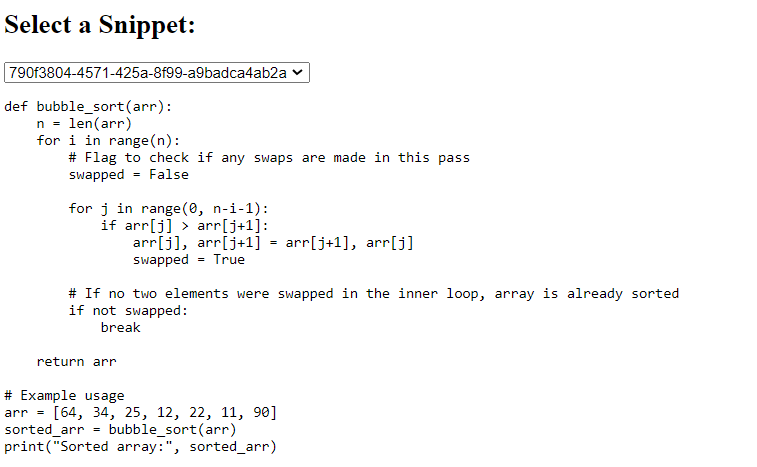 Select a Snippet:
790f3804-4571-425a-8f99-a9badca4ab2a
def bubble_sort(arr):
    n = len(arr)
    for i in range(n):
        # Flag to check if any swaps are made in this pass
        swapped = False

        for j in range(0, n-i-1):
            if arr[j] > arr[j+1]:
                arr[j], arr[j+1] = arr[j+1], arr[j]
                swapped = True

        # If no two elements were swapped in the inner loop, array is already sorted
        if not swapped:
            break

    return arr

# Example usage
arr = [64, 34, 25, 12, 22, 11, 90]
sorted_arr = bubble_sort(arr)
print("Sorted array:", sorted_arr)